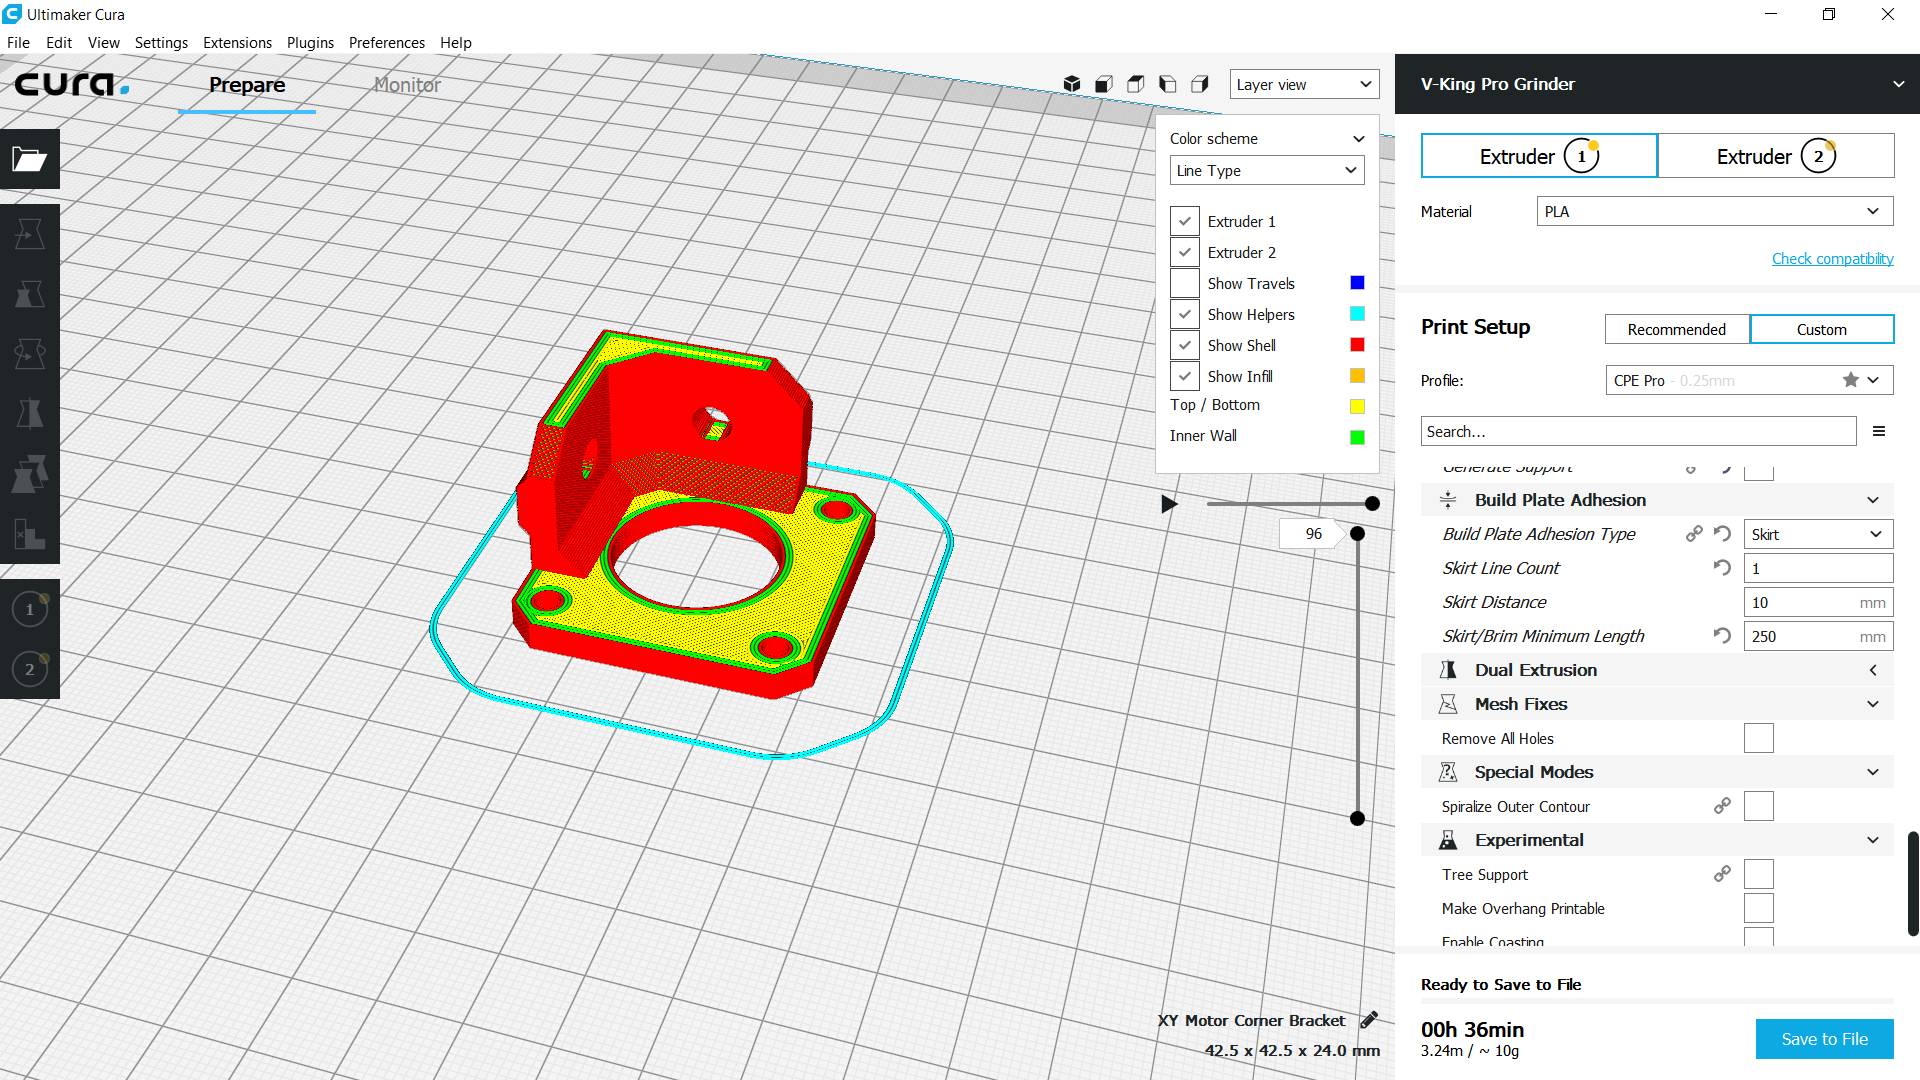 Ultimaker Cura
File Edit View Settings Extensions Plugins Preferences Help
cura. Prepare Monitor Layer view
V-King Pro Grinder
Color scheme
Line Type
Extruder 1
Extruder 2
Show Travels
Show Helpers
Show Shell
Show Infill
Top / Bottom
Inner Wall
96
1
2
Extruder 1 Extruder 2
Material PLA
Check compatibility
Print Setup Recommended Custom
Profile: CPE Pro - 0.25mm
Search...
Generate Support
Build Plate Adhesion
Build Plate Adhesion Type Skirt
Skirt Line Count 1
Skirt Distance 10 mm
Skirt/Brim Minimum Length 250 mm
Dual Extrusion
Mesh Fixes
Remove All Holes
Special Modes
Spiralize Outer Contour
Experimental
Tree Support
Make Overhang Printable
Enable Coasting
XY Motor Corner Bracket
42.5 x 42.5 x 24.0 mm
Ready to Save to File
00h 36min
3.24m / ~ 10g
Save to File